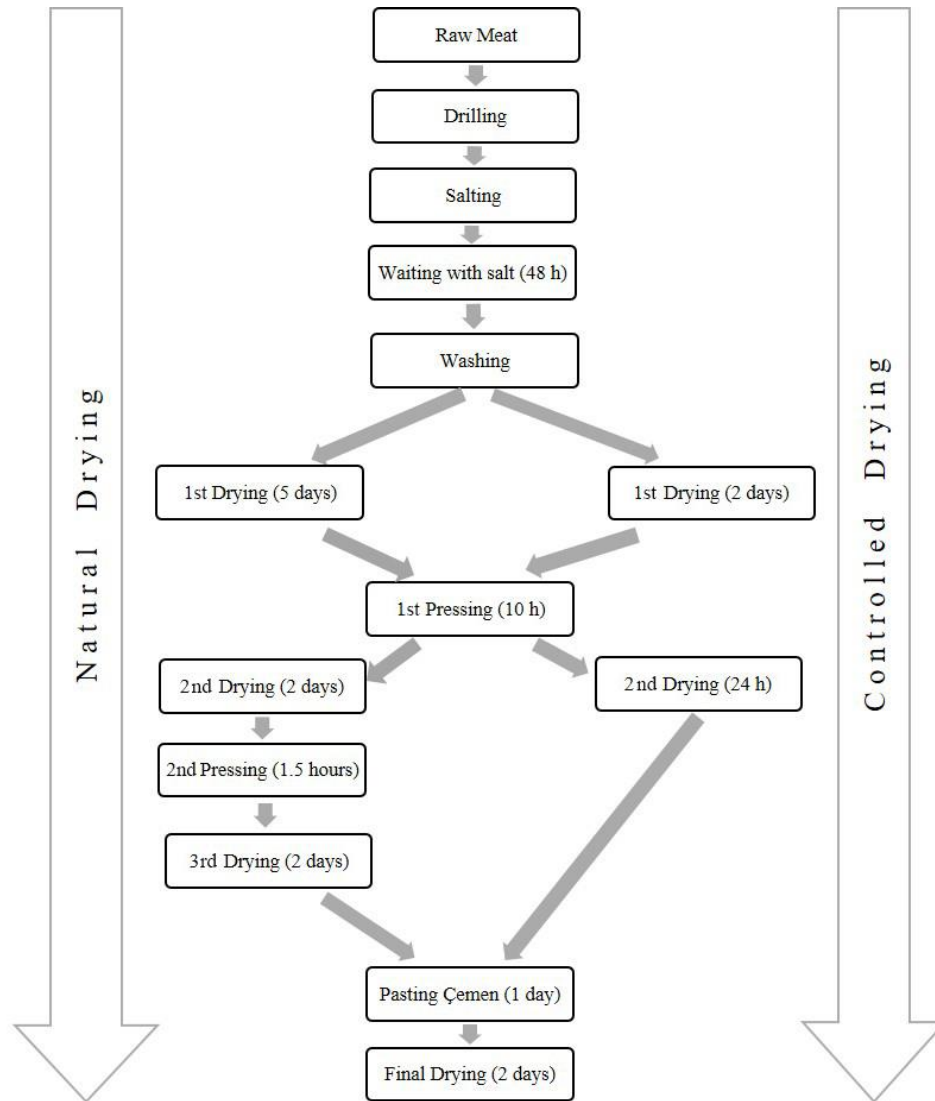 Raw Meat
Drilling
Salting
Waiting with salt (48 h)
Washing
Natural Drying
Controlled Drying
1st Drying (5 days)
1st Drying (2 days)
1st Pressing (10 h)
2nd Drying (2 days)
2nd Drying (24 h)
2nd Pressing (1.5 hours)
3rd Drying (2 days)
Pasting Çemen (1 day)
Final Drying (2 days)